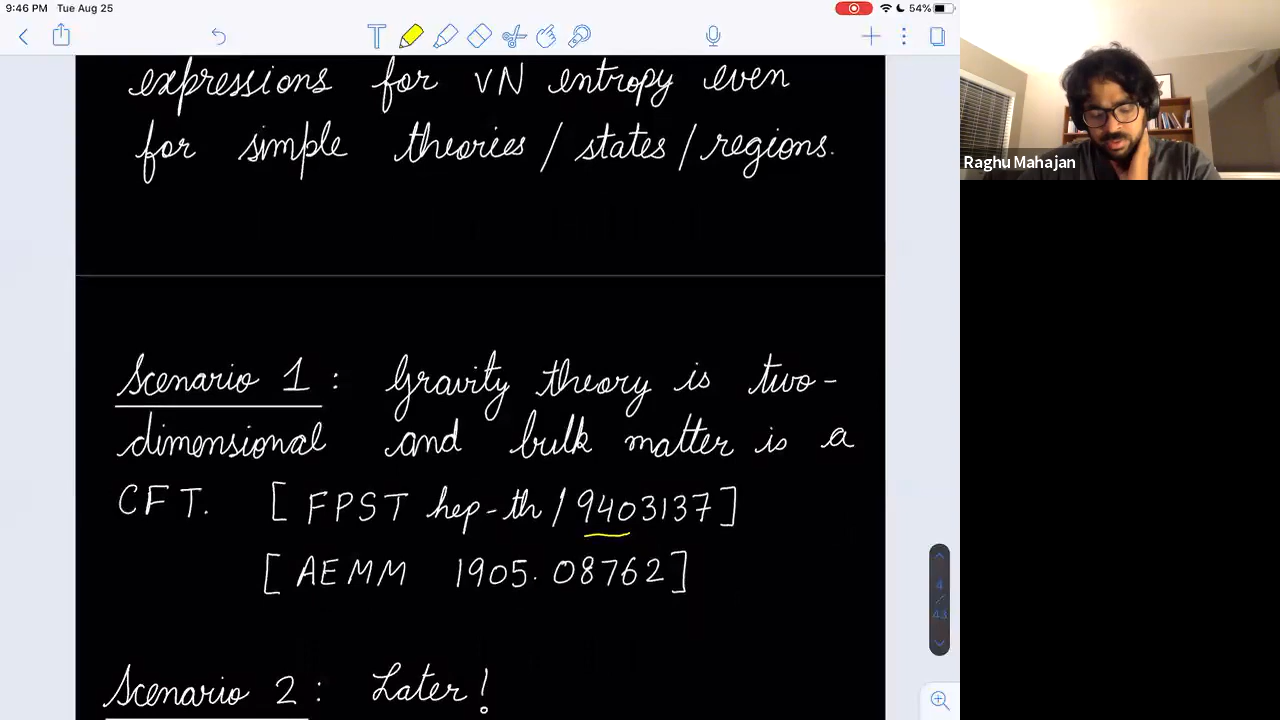 9:46 PM Tue Aug 25
54%
expressions for vN entropy even
for simple theories / states / regions.
Raghu Mahajan
Scenario 1 : Gravity theory is two-
dimensional and bulk matter is a
CFT. [ FPST hep-th / 9403137 ]
[ AEMM 1905.08762 ]
4
/
43
Scenario 2 : Later!